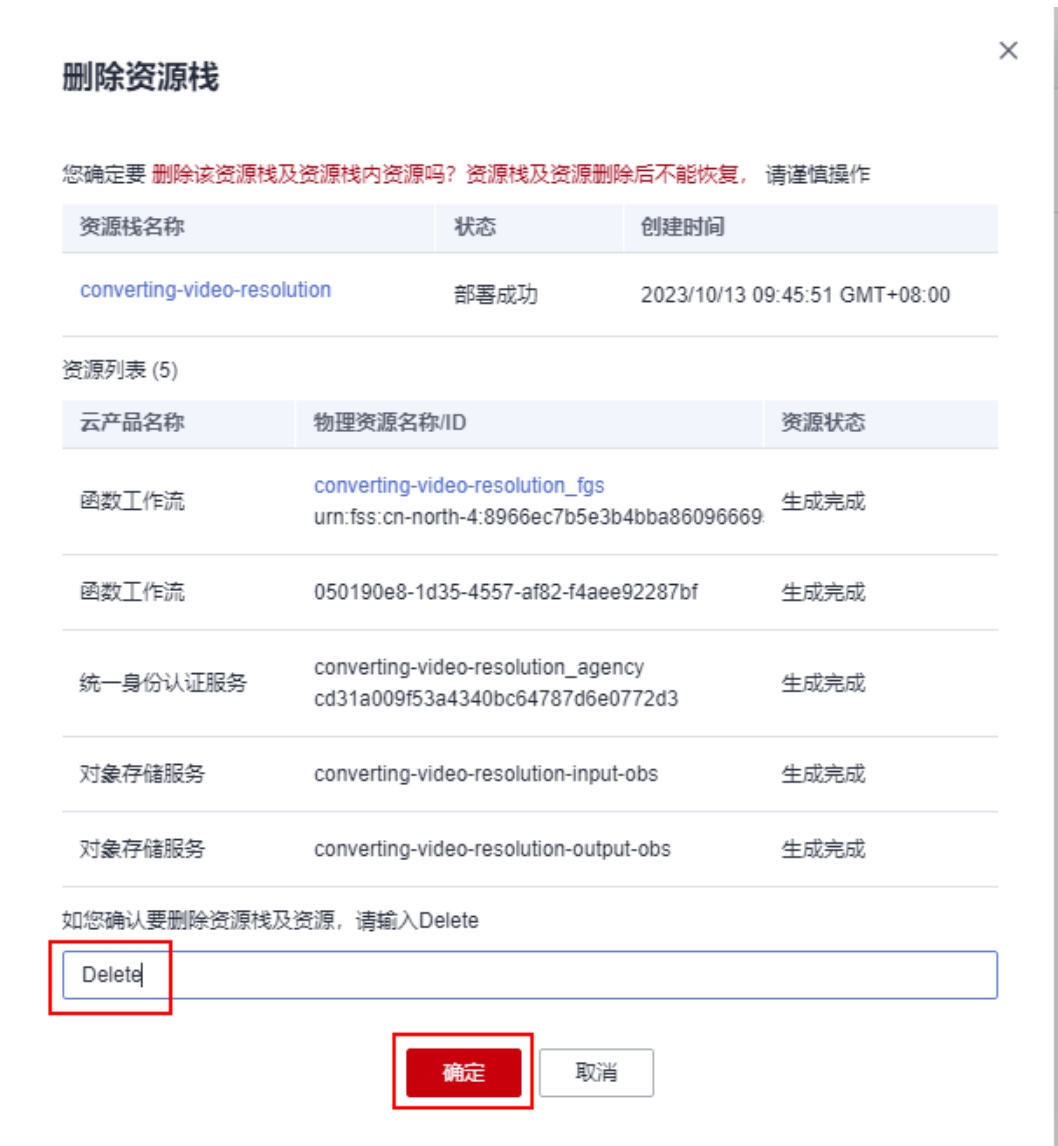 删除资源栈
您确定要 删除该资源栈及资源栈内资源吗？资源栈及资源删除后不能恢复， 请谨慎操作
资源栈名称 状态 创建时间
converting-video-resolution 部署成功 2023/10/13 09:45:51 GMT+08:00
资源列表 (5)
云产品名称 物理资源名称/ID 资源状态
函数工作流 converting-video-resolution_fgs 生成完成
urn:fss:cn-north-4:8966ec7b5e3b4bba86096669
函数工作流 050190e8-1d35-4557-af82-f4aee92287bf 生成完成
统一身份认证服务 converting-video-resolution_agency 生成完成
cd31a009f53a4340bc64787d6e0772d3
对象存储服务 converting-video-resolution-input-obs 生成完成
对象存储服务 converting-video-resolution-output-obs 生成完成
如您确认要删除资源栈及资源，请输入Delete
Delete
确定 取消